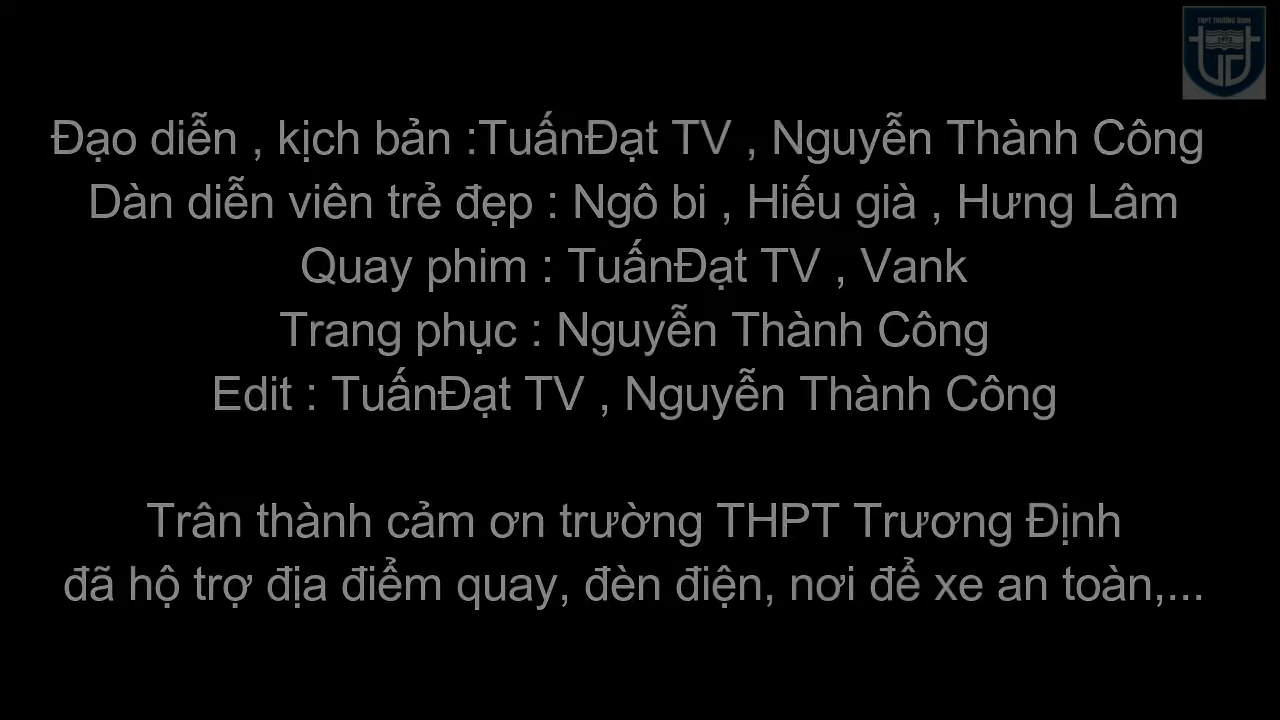 THPT TRƯƠNG ĐỊNH
Đạo diễn , kịch bản :TuấnĐạt TV , Nguyễn Thành Công
Dàn diễn viên trẻ đẹp : Ngô bi , Hiếu già , Hưng Lâm
Quay phim : TuấnĐạt TV , Vank
Trang phục : Nguyễn Thành Công
Edit : TuấnĐạt TV , Nguyễn Thành Công
Trân thành cảm ơn trường THPT Trương Định
đã hộ trợ địa điểm quay, đèn điện, nơi để xe an toàn,...